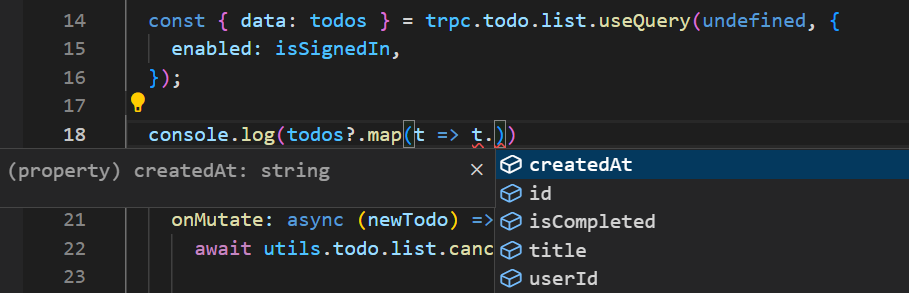 14 const { data: todos } = trpc.todo.list.useQuery(undefined, {
15 enabled: isSignedIn,
16 });
17
18 console.log(todos?.map(t => t.))
(property) createdAt: string
createdAt
id
isCompleted
title
userId
21 onMutate: async (newTodo) =>
22 await utils.todo.list.canc
23